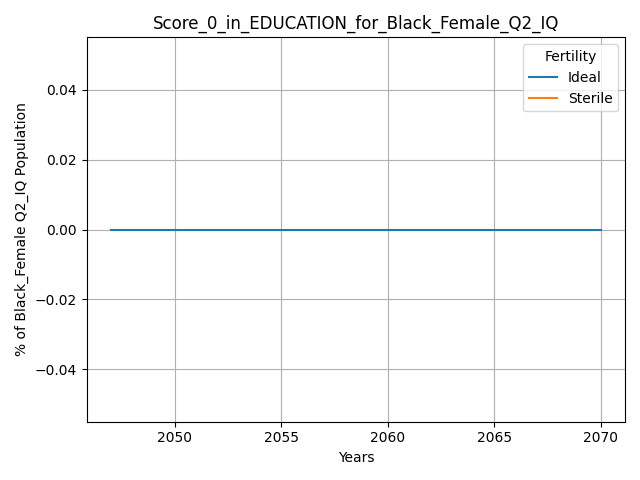 Score_0_in_EDUCATION_for_Black_Female_Q2_IQ
Fertility
Ideal
Sterile
% of Black_Female Q2_IQ Population
0.04
0.02
0.00
−0.02
−0.04
2050 2055 2060 2065 2070
Years